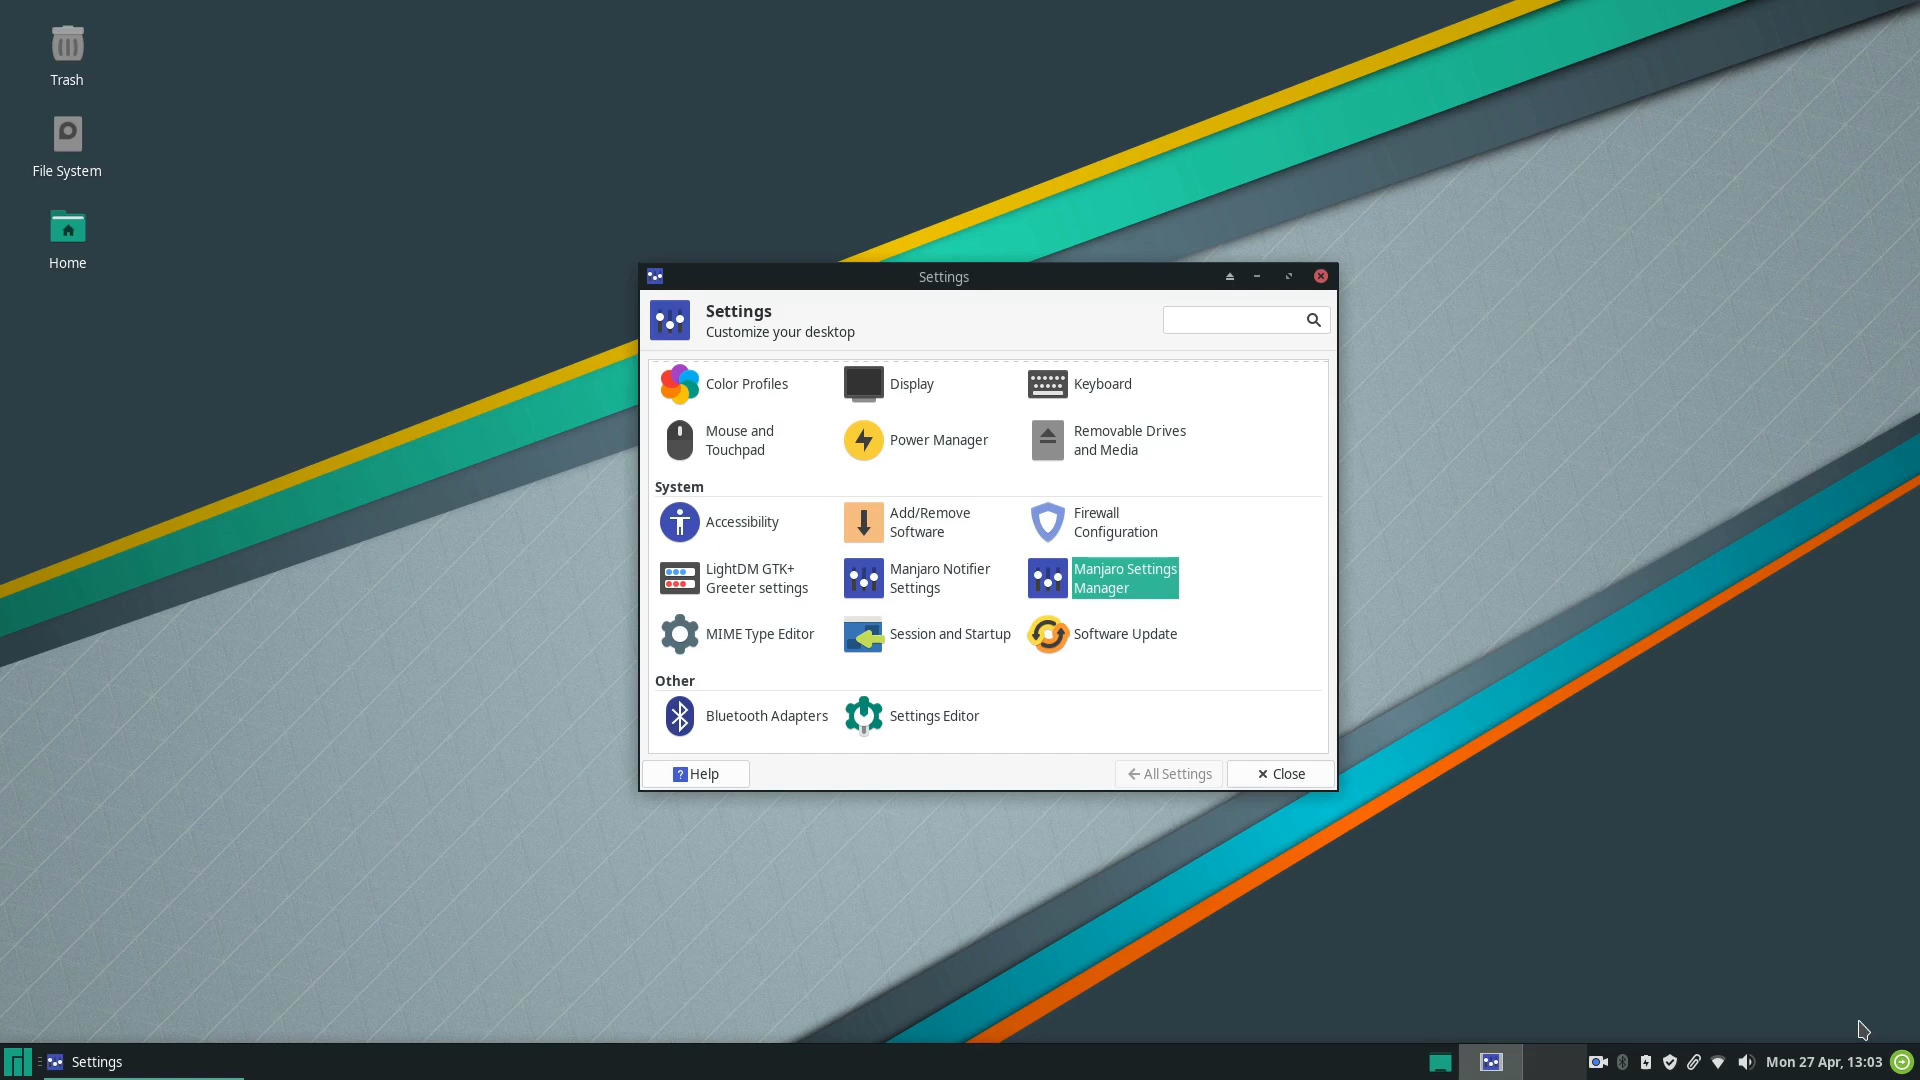 Trash
File System
Home
Settings
Settings
Customize your desktop
Color Profiles
Display
Keyboard
Mouse and
Touchpad
Power Manager
Removable Drives
and Media
System
Accessibility
Add/Remove
Software
Firewall
Configuration
LightDM GTK+
Greeter settings
Manjaro Notifier
Settings
Manjaro Settings
Manager
MIME Type Editor
Session and Startup
Software Update
Other
Bluetooth Adapters
Settings Editor
? Help
All Settings
Close
Settings
Mon 27 Apr, 13:03